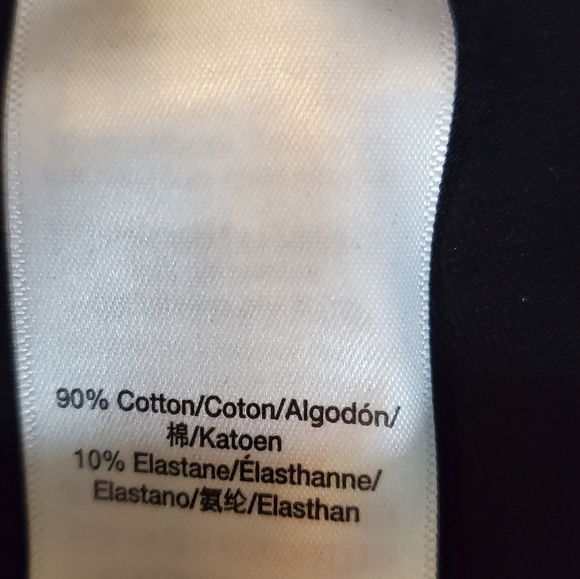 90% Cotton/Coton/Algodón/
棉/Katoen
10% Elastane/Élasthanne/
Elastano/氨纶/Elasthan